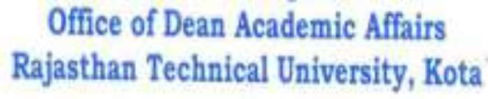 Office of Dean Academic Affairs
Rajasthan Technical University, Kota